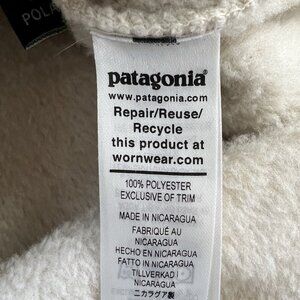 POLA
patagonia®
www.patagonia.com
Repair/Reuse/
Recycle
this product at
wornwear.com
100% POLYESTER
EXCLUSIVE OF TRIM
MADE IN NICARAGUA
FABRIQUÉ AU
NICARAGUA
HECHO EN NICARAGUA
FATTO IN NICARAGUA
TILLVERKAD I
NICARAGUA
ニカラグア製